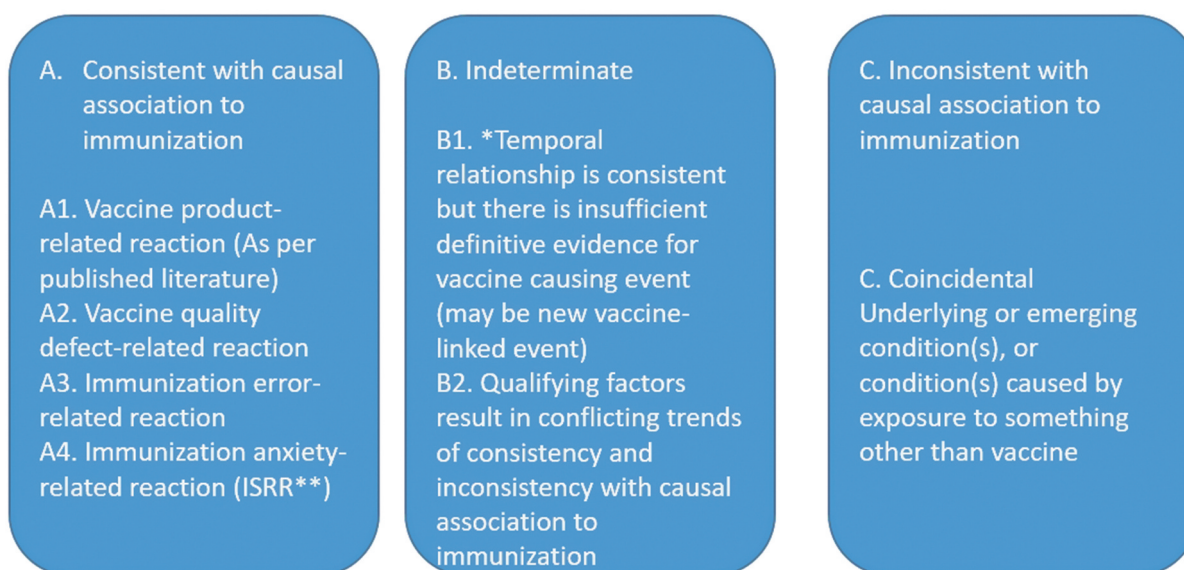 A. Consistent with causal
association to
immunization
A1. Vaccine product-
related reaction (As per
published literature)
A2. Vaccine quality
defect-related reaction
A3. Immunization error-
related reaction
A4. Immunization anxiety-
related reaction (ISRR**)
B. Indeterminate
B1. *Temporal
relationship is consistent
but there is insufficient
definitive evidence for
vaccine causing event
(may be new vaccine-
linked event)
B2. Qualifying factors
result in conflicting trends
of consistency and
inconsistency with causal
association to
immunization
C. Inconsistent with
causal association to
immunization
C. Coincidental
Underlying or emerging
condition(s), or
condition(s) caused by
exposure to something
other than vaccine